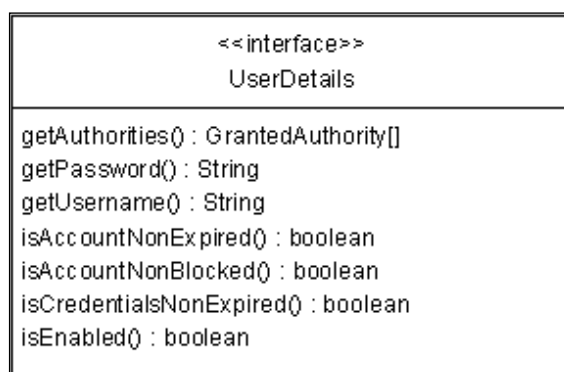 <<interface>>
UserDetails
getAuthorities() : GrantedAuthority[]
getPassword() : String
getUsername() : String
isAccountNonExpired() : boolean
isAccountNonBlocked() : boolean
isCredentialsNonExpired() : boolean
isEnabled() : boolean